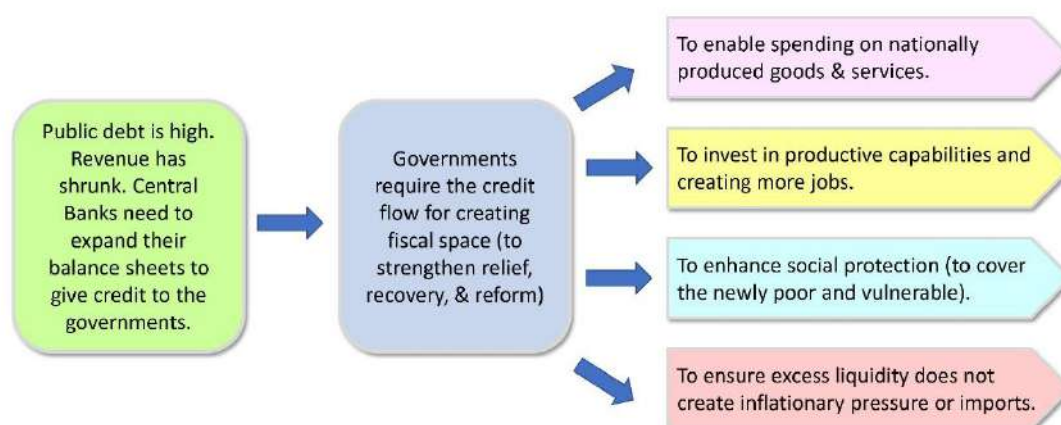 Public debt is high.
Revenue has
shrunk. Central
Banks need to
expand their
balance sheets to
give credit to the
governments.
Governments
require the credit
flow for creating
fiscal space (to
strengthen relief,
recovery, & reform)
To enable spending on nationally
produced goods & services.
To invest in productive capabilities and
creating more jobs.
To enhance social protection (to cover
the newly poor and vulnerable).
To ensure excess liquidity does not
create inflationary pressure or imports.